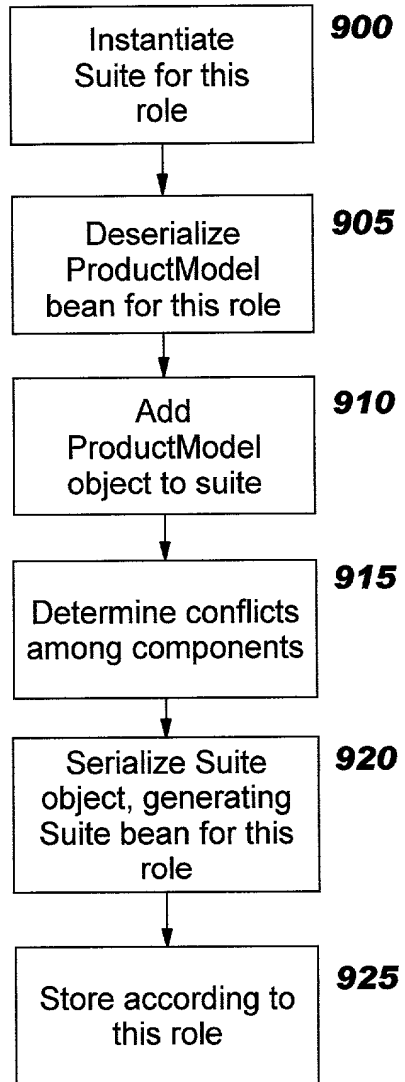 Instantiate
Suite for this
role
900
Deserialize
ProductModel
bean for this role
905
Add
ProductModel
object to suite
910
Determine conflicts
among components
915
Serialize Suite
object, generating
Suite bean for this
role
920
Store according to
this role
925